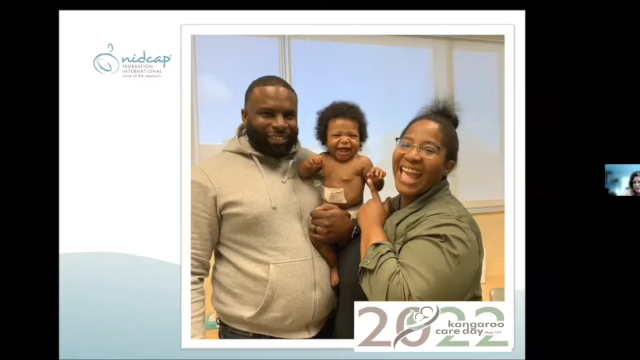 nidcap
FEDERATION
INTERNATIONAL
2022
kangaroo
care day